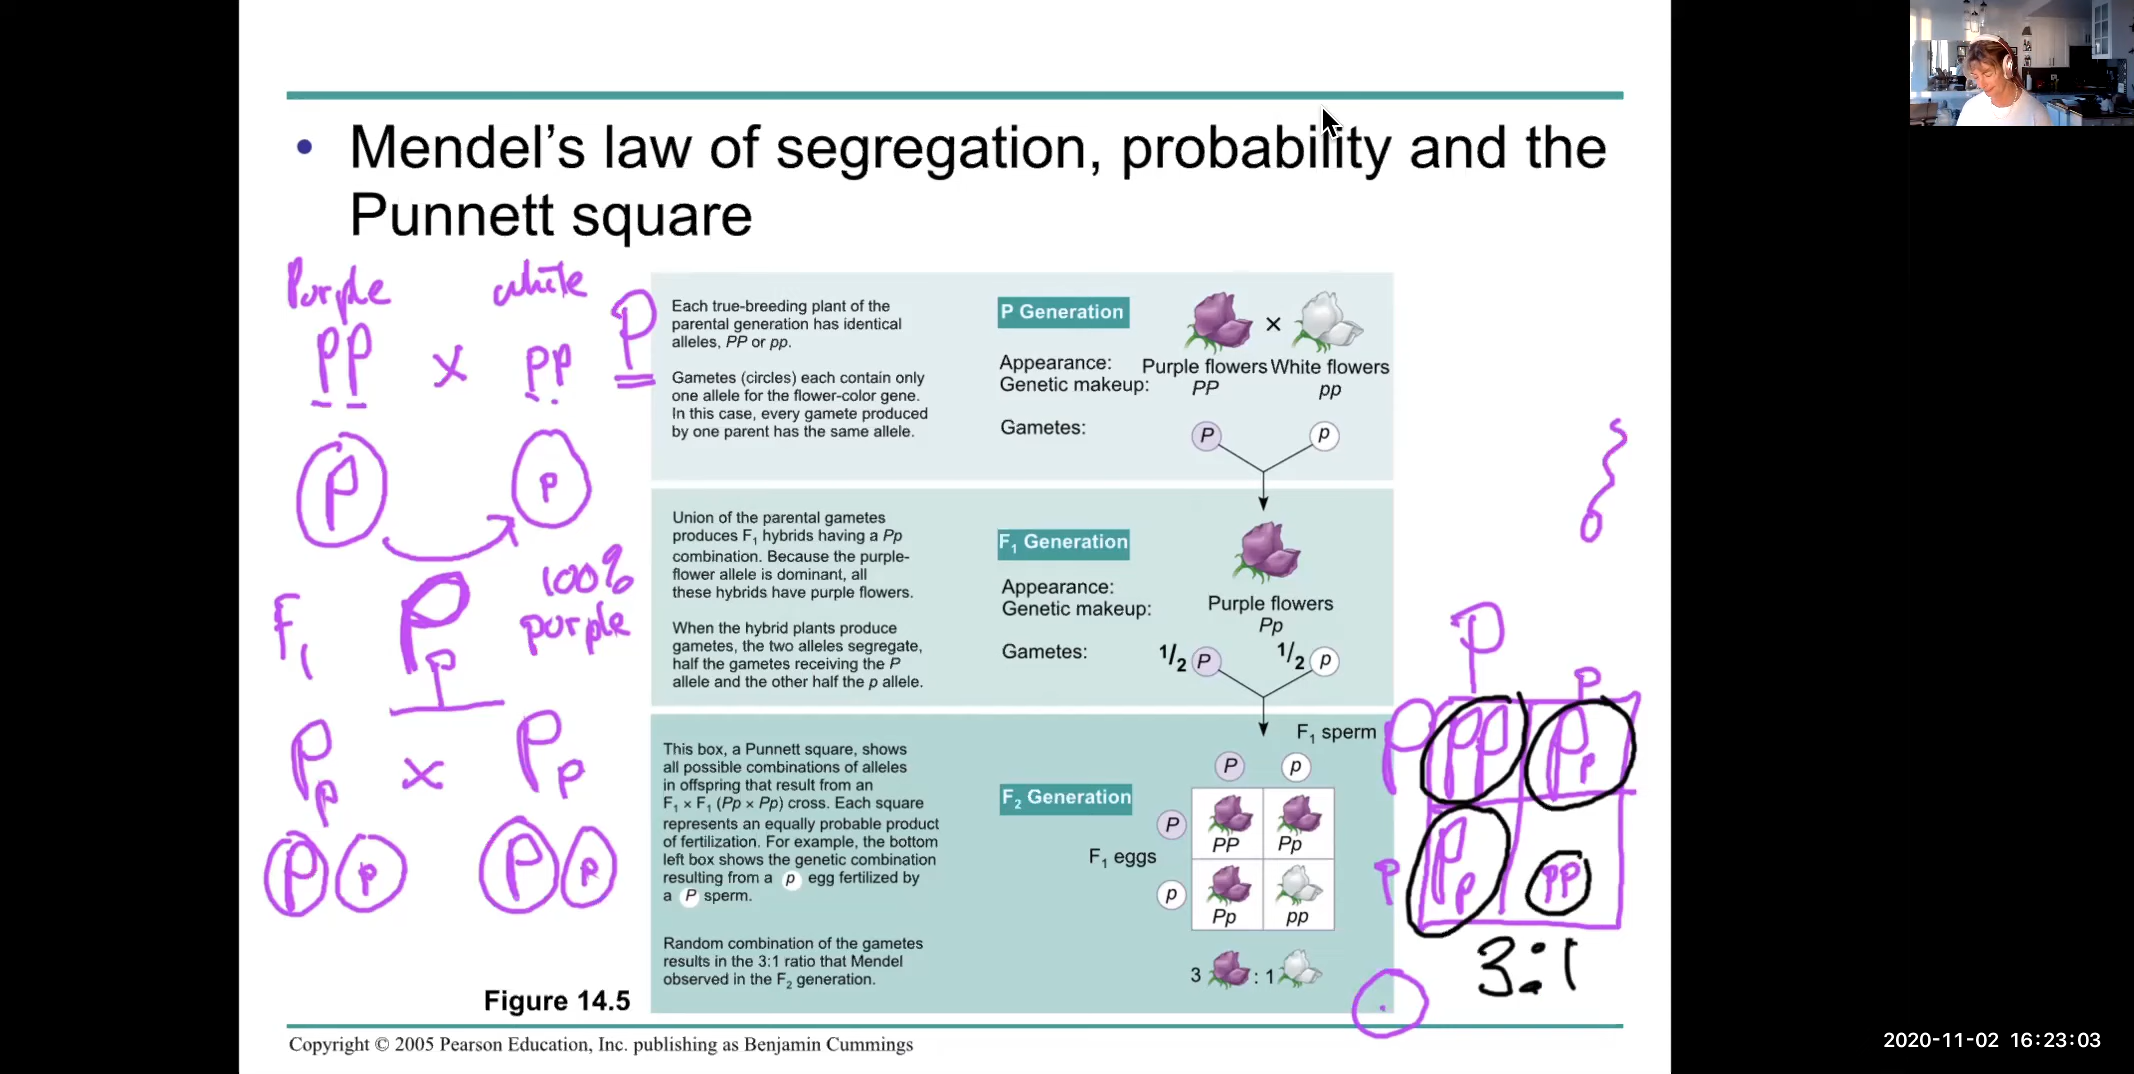 • Mendel's law of segregation, probability and the
Punnett square
Purple white
PP x pp P
P p
F1 Pp 100%
purple
Pp x Pp
P p P p
Each true-breeding plant of the
parental generation has identical
alleles, PP or pp.
Gametes (circles) each contain only
one allele for the flower-color gene.
In this case, every gamete produced
by one parent has the same allele.
P Generation
×
Appearance: Purple flowers White flowers
Genetic makeup: PP pp
Gametes: P p
Union of the parental gametes
produces F1 hybrids having a Pp
combination. Because the purple-
flower allele is dominant, all
these hybrids have purple flowers.
When the hybrid plants produce
gametes, the two alleles segregate,
half the gametes receiving the P
allele and the other half the p allele.
F1 Generation
Appearance:
Genetic makeup:
Purple flowers
Pp
Gametes: 1/2 P 1/2 p
This box, a Punnett square, shows
all possible combinations of alleles
in offspring that result from an
F1 × F1 (Pp × Pp) cross. Each square
represents an equally probable product
of fertilization. For example, the bottom
left box shows the genetic combination
resulting from a p egg fertilized by
a P sperm.
Random combination of the gametes
results in the 3:1 ratio that Mendel
observed in the F2 generation.
F1 sperm
P p
F2 Generation
P
PP Pp
F1 eggs
p
Pp pp
3 : 1
P p
P PP Pp
p Pp pp
3:1
Figure 14.5
Copyright © 2005 Pearson Education, Inc. publishing as Benjamin Cummings
2020-11-02 16:23:03